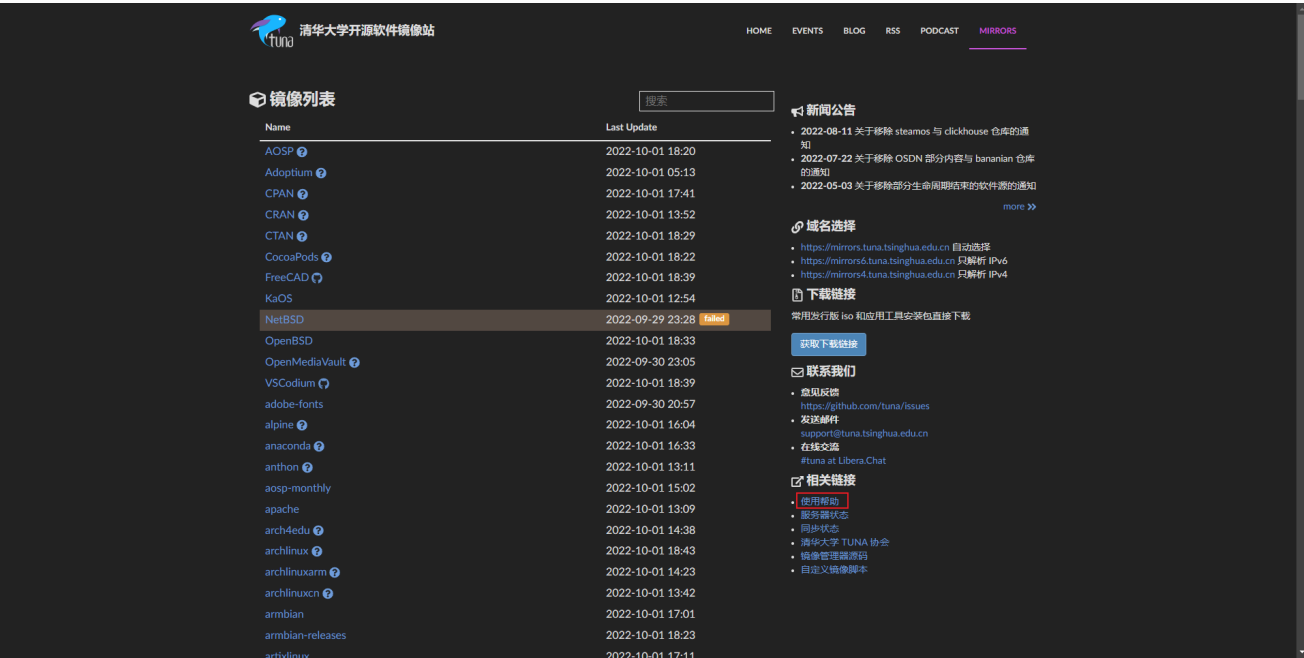 tuna 清华大学开源软件镜像站
HOME EVENTS BLOG RSS PODCAST MIRRORS
镜像列表
搜索
Name Last Update
AOSP 2022-10-01 18:20
Adoptium 2022-10-01 05:13
CPAN 2022-10-01 17:41
CRAN 2022-10-01 13:52
CTAN 2022-10-01 18:29
CocoaPods 2022-10-01 18:22
FreeCAD 2022-10-01 18:39
KaOS 2022-10-01 12:54
NetBSD 2022-09-29 23:28 failed
OpenBSD 2022-10-01 18:33
OpenMediaVault 2022-09-30 23:05
VSCodium 2022-10-01 18:39
adobe-fonts 2022-09-30 20:57
alpine 2022-10-01 16:04
anaconda 2022-10-01 16:33
anthon 2022-10-01 13:11
aosp-monthly 2022-10-01 15:02
apache 2022-10-01 13:09
arch4edu 2022-10-01 14:38
archlinux 2022-10-01 18:43
archlinuxarm 2022-10-01 14:23
archlinuxcn 2022-10-01 13:42
armbian 2022-10-01 17:01
armbian-releases 2022-10-01 18:23
artixlinux 2022-10-01 17:11
新闻公告
2022-08-11 关于移除 steamos 与 clickhouse 仓库的通
知
2022-07-22 关于移除 OSDN 部分内容与 bananian 仓库
的通知
2022-05-03 关于移除部分生命周期结束的软件源的通知
more
域名选择
https://mirrors.tuna.tsinghua.edu.cn 自动选择
https://mirrors6.tuna.tsinghua.edu.cn 只解析 IPv6
https://mirrors4.tuna.tsinghua.edu.cn 只解析 IPv4
下载链接
常用发行版 iso 和应用工具安装包直接下载
获取下载链接
联系我们
意见反馈
https://github.com/tuna/issues
发送邮件
support@tuna.tsinghua.edu.cn
在线交流
#tuna at Libera.Chat
相关链接
使用帮助
服务器状态
同步状态
清华大学 TUNA 协会
镜像管理器源码
自定义镜像脚本